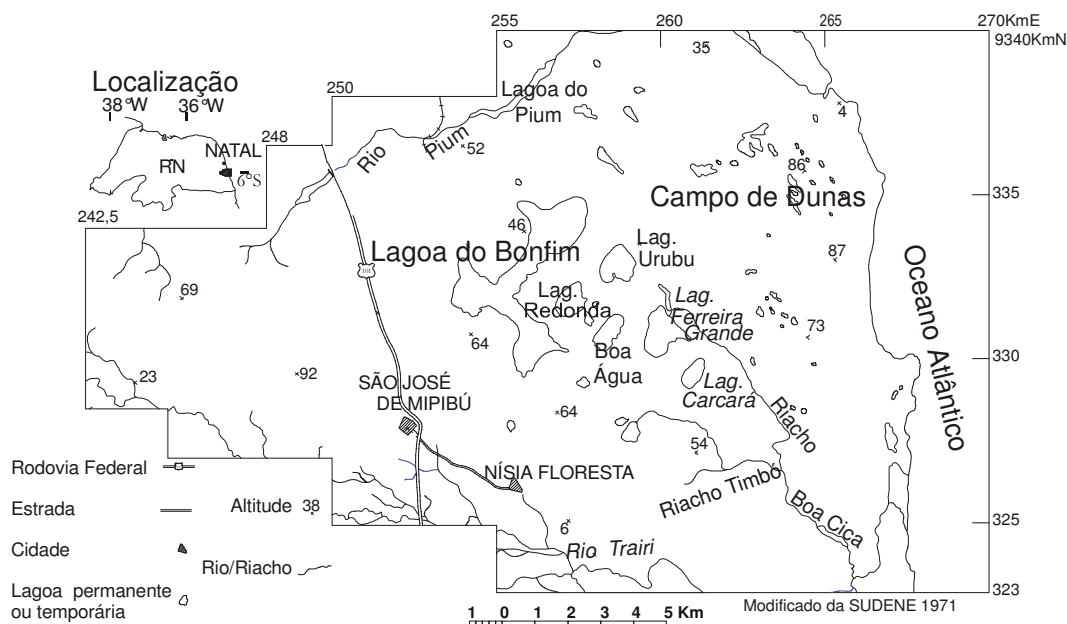 255
260
265
270KmE
9340KmN
35
Localização
38°W
36°W
250
Lagoa do
Pium
4
248
NATAL
RN
6°S
Rio
Pium
52
86
335
Campo de Dunas
242,5
46
Lagoa do Bonfim
Lag.
Urubu
87
Oceano Atlântico
101
69
Lag.
Redonda
Lag.
Ferreira
Grande
73
64
Boa
Água
330
23
92
SÃO JOSÉ
DE MIPIBÚ
Lag.
Carcará
64
Riacho
54
Rodovia Federal
NÍSIA FLORESTA
Riacho Timbó
Boa Cica
Estrada
Altitude 38
325
6
Cidade
Rio/Riacho
Rio Trairi
Lagoa permanente
ou temporária
323
Modificado da SUDENE 1971
1 0 1 2 3 4 5 Km